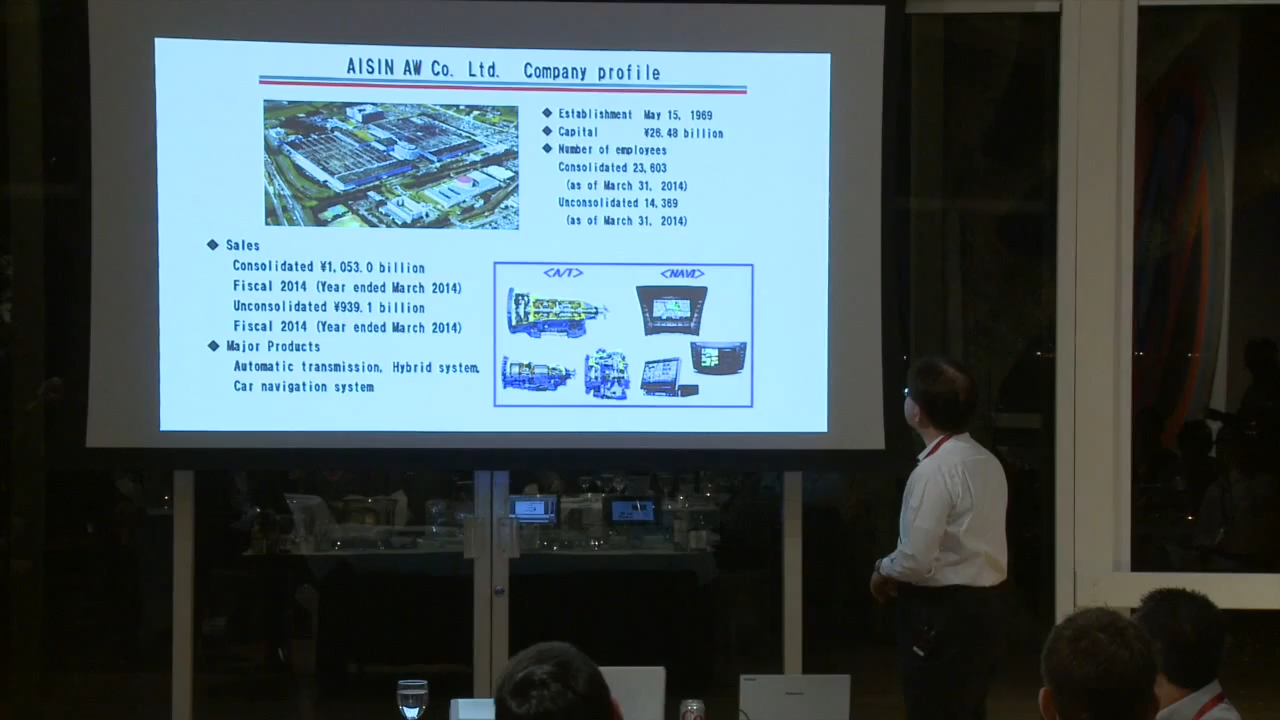 AISIN AW Co. Ltd. Company profile
◆ Establishment May 15, 1969
◆ Capital ¥26.48 billion
◆ Number of employees
Consolidated 23,603
(as of March 31, 2014)
Unconsolidated 14,369
(as of March 31, 2014)
◆ Sales
Consolidated ¥1,053.0 billion
Fiscal 2014 (Year ended March 2014)
Unconsolidated ¥939.1 billion
Fiscal 2014 (Year ended March 2014)
◆ Major Products
Automatic transmission, Hybrid system,
Car navigation system
<A/T> <NAVI>
Panasonic